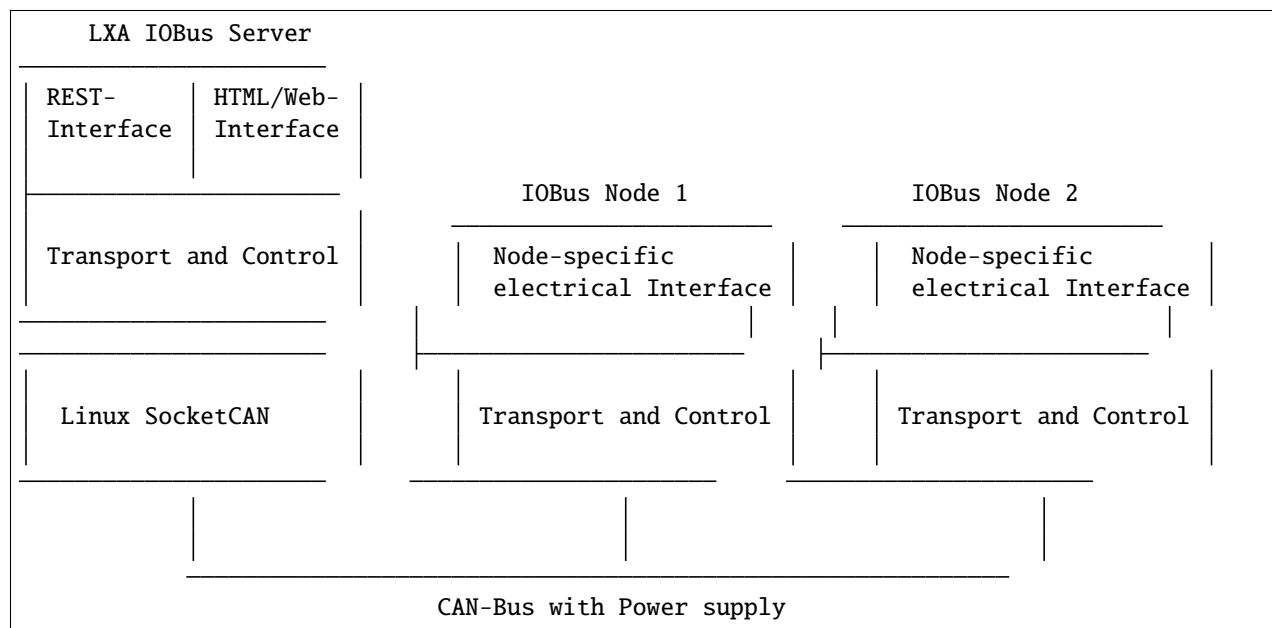 LXA IOBus Server
REST- HTML/Web-
Interface Interface
IOBus Node 1 IOBus Node 2
Transport and Control Node-specific Node-specific
electrical Interface electrical Interface
Linux SocketCAN Transport and Control Transport and Control
CAN-Bus with Power supply